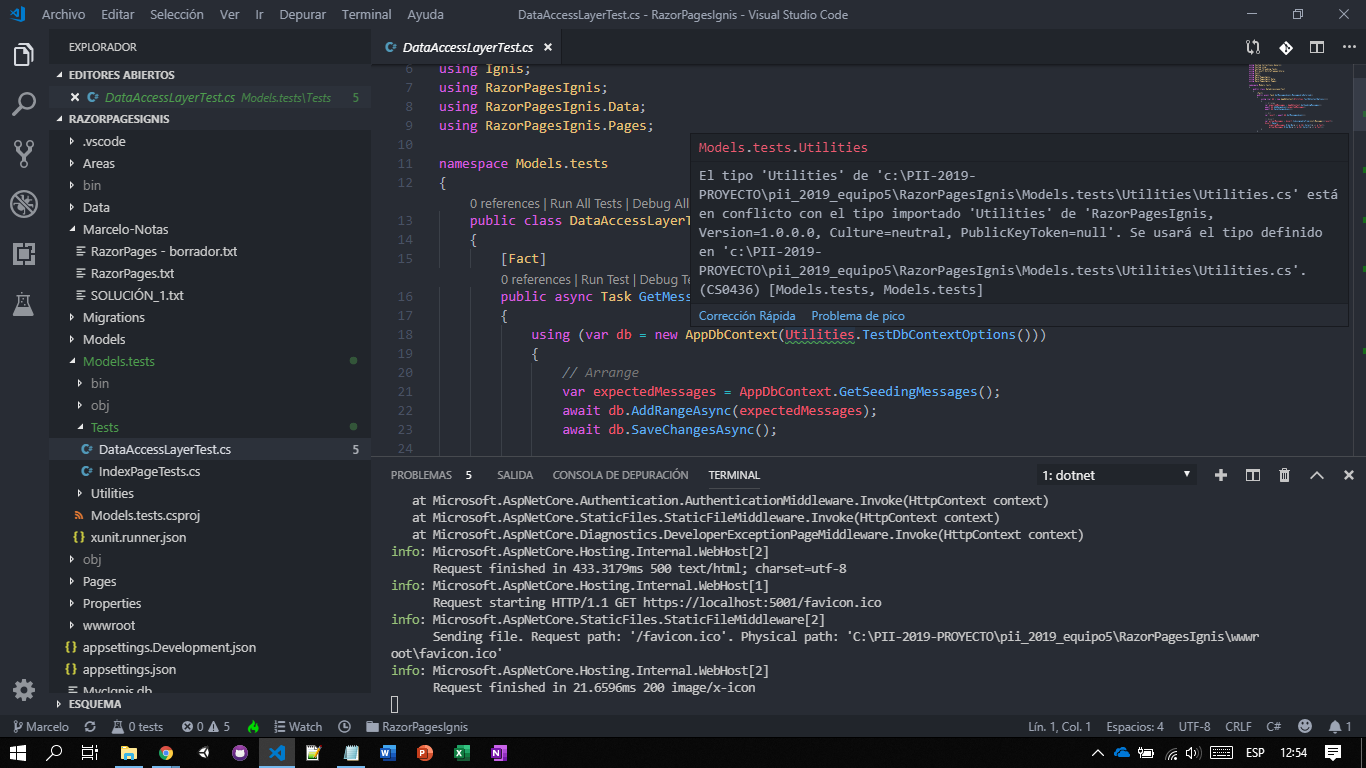 Archivo Editar Selección Ver Ir Depurar Terminal Ayuda DataAccessLayerTest.cs - RazorPagesIgnis - Visual Studio Code
EXPLORADOR
EDITORES ABIERTOS
DataAccessLayerTest.cs Models.tests\Tests 5
RAZORPAGESIGNIS
.vscode
Areas
bin
Data
Marcelo-Notas
RazorPages - borrador.txt
RazorPages.txt
SOLUCIÓN_1.txt
Migrations
Models
Models.tests
bin
obj
Tests
DataAccessLayerTest.cs 5
IndexPageTests.cs
Utilities
Models.tests.csproj
xunit.runner.json
obj
Pages
Properties
wwwroot
appsettings.Development.json
appsettings.json
MvcIgnis.db
ESQUEMA
DataAccessLayerTest.cs
6 using Ignis;
7 using RazorPagesIgnis;
8 using RazorPagesIgnis.Data;
9 using RazorPagesIgnis.Pages;
10
11 namespace Models.tests
12 {
0 references | Run All Tests | Debug All
13 public class DataAccessLayerT
14 {
15 [Fact]
0 references | Run Test | Debug Te
16 public async Task GetMess
17 {
18 using (var db = new AppDbContext(Utilities.TestDbContextOptions()))
19 {
20 // Arrange
21 var expectedMessages = AppDbContext.GetSeedingMessages();
22 await db.AddRangeAsync(expectedMessages);
23 await db.SaveChangesAsync();
24
Models.tests.Utilities
El tipo 'Utilities' de 'c:\PII-2019-
PROYECTO\pii_2019_equipo5\RazorPagesIgnis\Models.tests\Utilities\Utilities.cs' está
en conflicto con el tipo importado 'Utilities' de 'RazorPagesIgnis,
Version=1.0.0.0, Culture=neutral, PublicKeyToken=null'. Se usará el tipo definido
en 'c:\PII-2019-
PROYECTO\pii_2019_equipo5\RazorPagesIgnis\Models.tests\Utilities\Utilities.cs'.
(CS0436) [Models.tests, Models.tests]
Corrección Rápida Problema de pico
PROBLEMAS 5 SALIDA CONSOLA DE DEPURACIÓN TERMINAL 1: dotnet
at Microsoft.AspNetCore.Authentication.AuthenticationMiddleware.Invoke(HttpContext context)
at Microsoft.AspNetCore.StaticFiles.StaticFileMiddleware.Invoke(HttpContext context)
at Microsoft.AspNetCore.Diagnostics.DeveloperExceptionPageMiddleware.Invoke(HttpContext context)
info: Microsoft.AspNetCore.Hosting.Internal.WebHost[2]
Request finished in 433.3179ms 500 text/html; charset=utf-8
info: Microsoft.AspNetCore.Hosting.Internal.WebHost[1]
Request starting HTTP/1.1 GET https://localhost:5001/favicon.ico
info: Microsoft.AspNetCore.StaticFiles.StaticFileMiddleware[2]
Sending file. Request path: '/favicon.ico'. Physical path: 'C:\PII-2019-PROYECTO\pii_2019_equipo5\RazorPagesIgnis\wwwr
oot\favicon.ico'
info: Microsoft.AspNetCore.Hosting.Internal.WebHost[2]
Request finished in 21.6596ms 200 image/x-icon
Marcelo 0 tests 0 5 Watch RazorPagesIgnis Lín. 1, Col. 1 Espacios: 4 UTF-8 CRLF C# 1
ESP 12:54